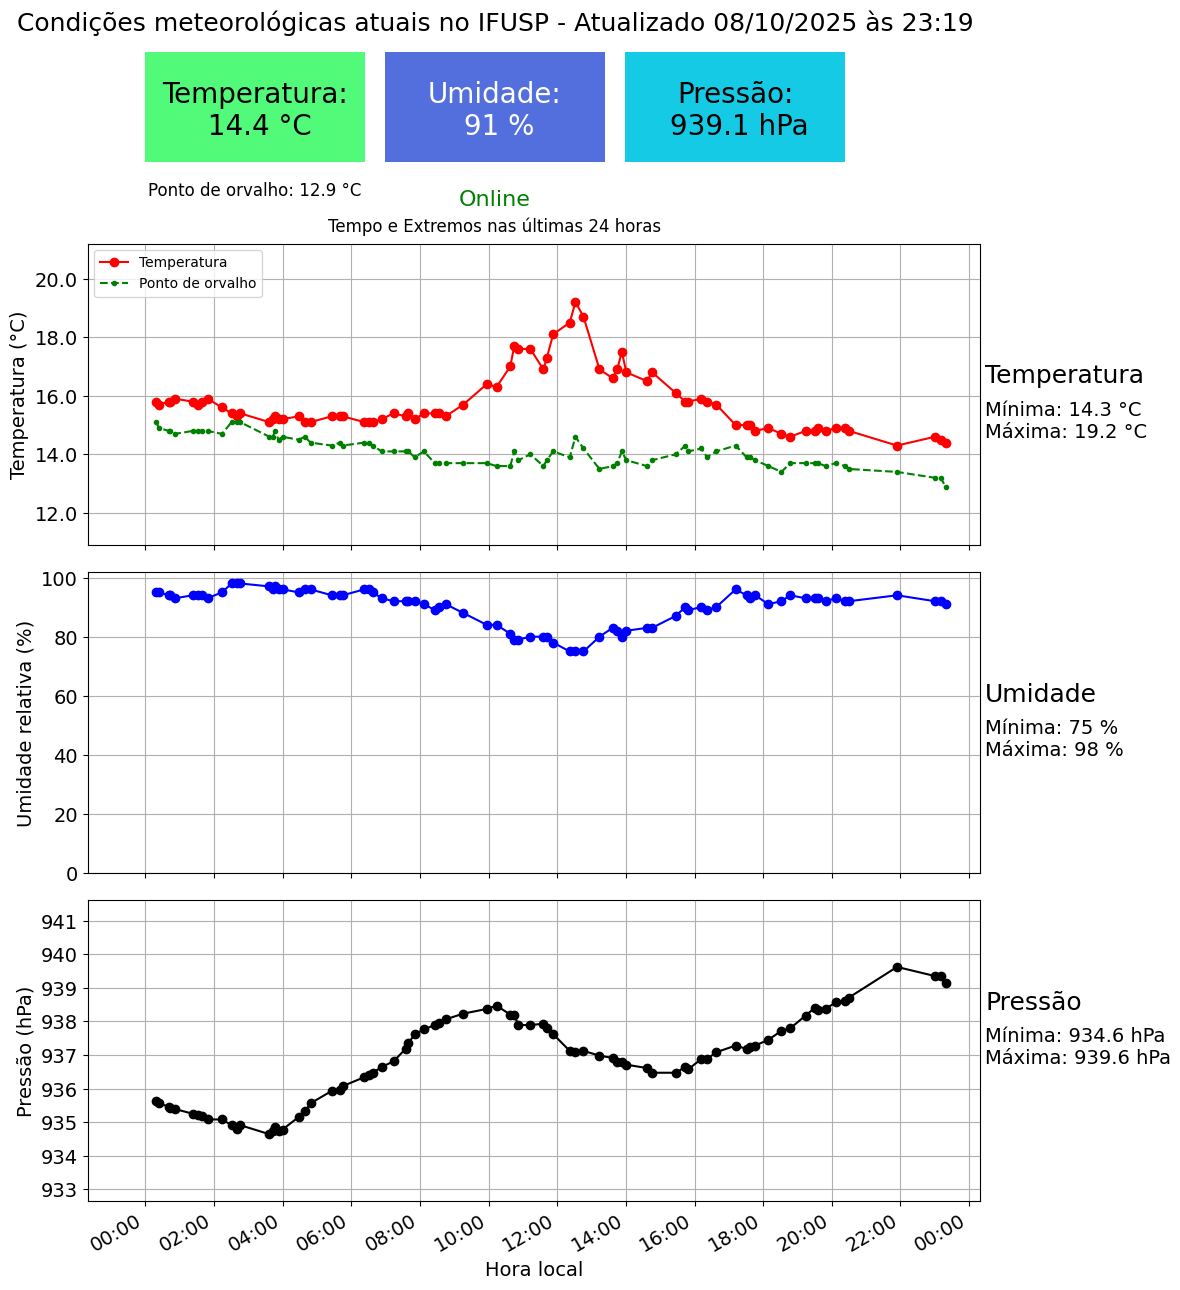 Condições meteorológicas atuais no IFUSP - Atualizado 08/10/2025 às 23:19
Temperatura:
14.4 °C
Umidade:
91 %
Pressão:
939.1 hPa
Ponto de orvalho: 12.9 °C
Online
Tempo e Extremos nas últimas 24 horas
Temperatura
Ponto de orvalho
Temperatura (°C)
20.0
18.0
16.0
14.0
12.0
Temperatura
Mínima: 14.3 °C
Máxima: 19.2 °C
Umidade relativa (%)
100
80
60
40
20
0
Umidade
Mínima: 75 %
Máxima: 98 %
Pressão (hPa)
941
940
939
938
937
936
935
934
933
Pressão
Mínima: 934.6 hPa
Máxima: 939.6 hPa
00:00 02:00 04:00 06:00 08:00 10:00 12:00 14:00 16:00 18:00 20:00 22:00 00:00
Hora local